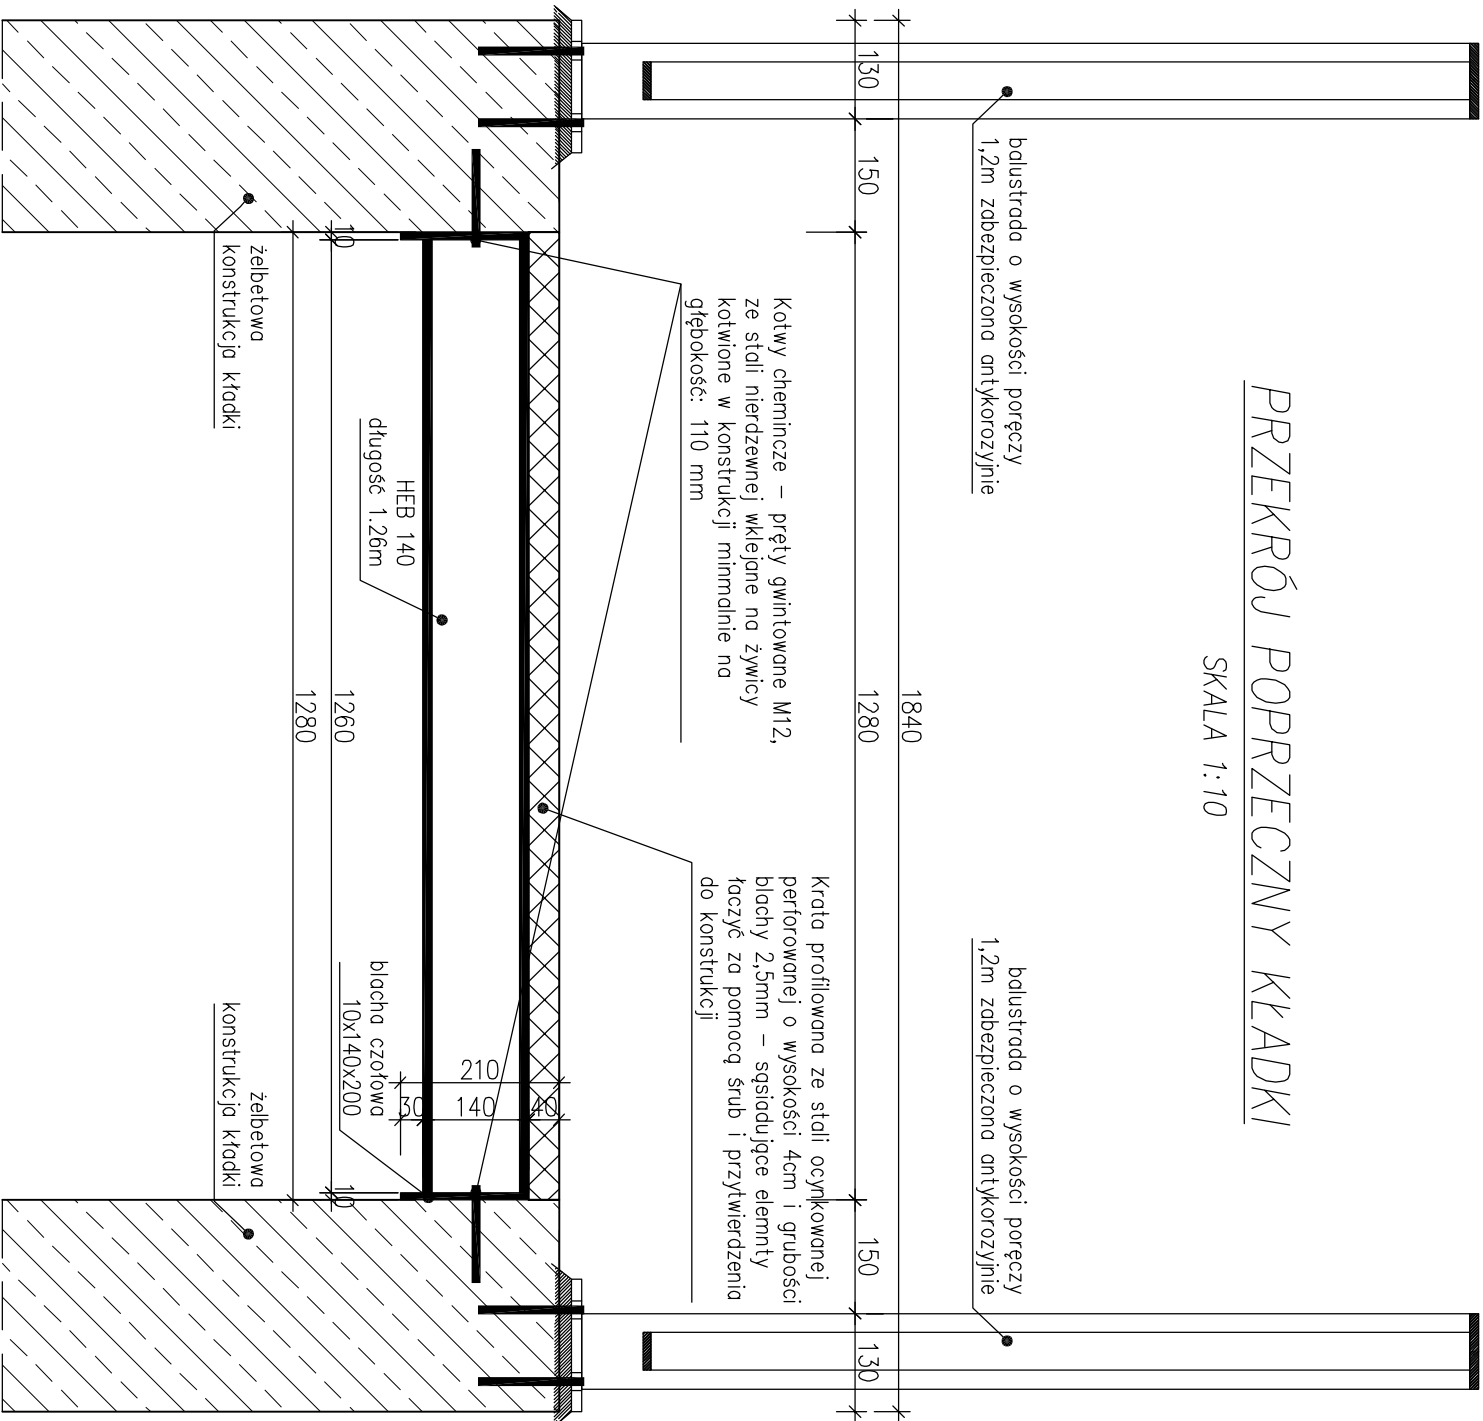 PRZEKRÓJ POPRZECZNY KŁADKI
SKALA 1:10
balustrada o wysokości poręczy
1,2m zabezpieczona antykorozyjnie
balustrada o wysokości poręczy
1,2m zabezpieczona antykorozyjnie
1840
130
150
1280
150
130
Kotwy chemincze – pręty gwintowane M12,
ze stali nierdzewnej wklejane na żywicy
kotwione w konstrukcji minmalnie na
głębokość: 110 mm
Krata profilowana ze stali ocynkowanej
perforowanej o wysokości 4cm i grubości
blachy 2,5mm – sąsiadujące elemnty
łaczyć za pomocą śrub i przytwierdzenia
do konstrukcji
40
140
30
210
HEB 140
długość 1.26m
blacha czołowa
10x140x200
10
1260
10
1280
żelbetowa
konstrukcja kładki
żelbetowa
konstrukcja kładki